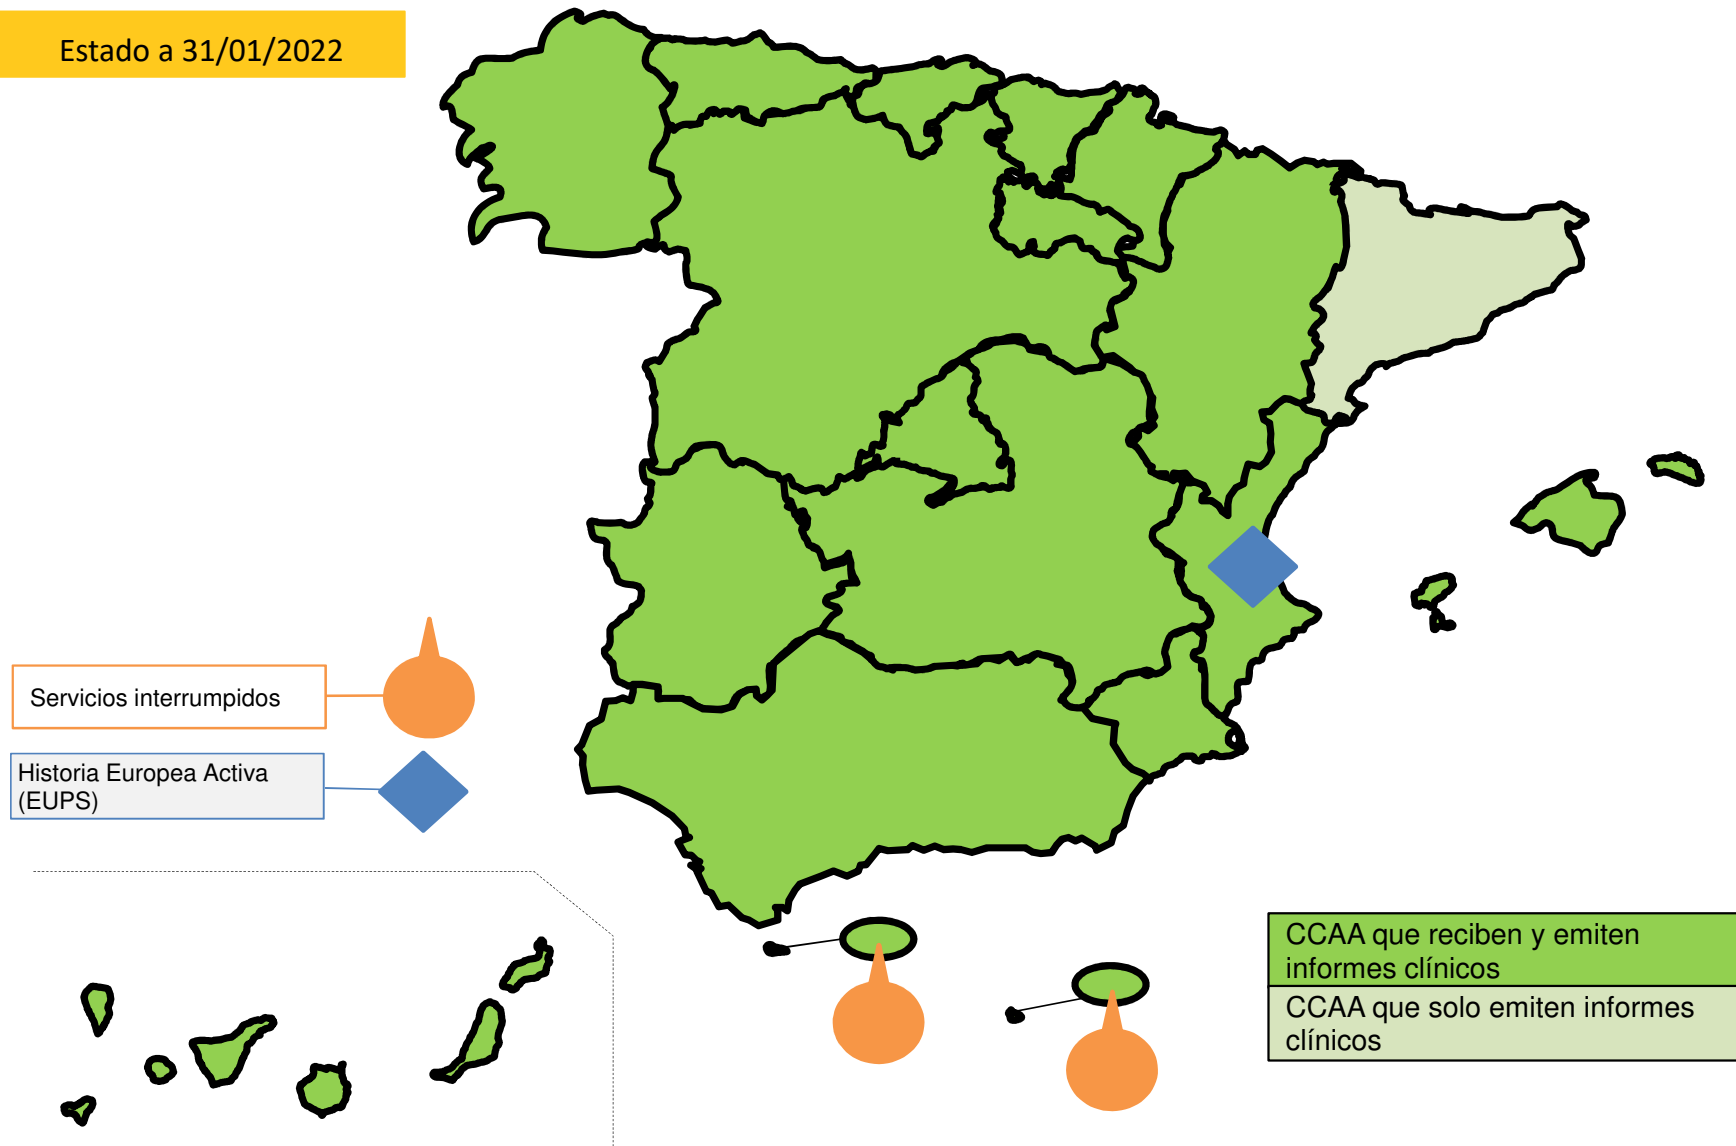 Estado a 31/01/2022
Servicios interrumpidos
Historia Europea Activa
(EUPS)
CCAA que reciben y emiten
informes clínicos
CCAA que solo emiten informes
clínicos